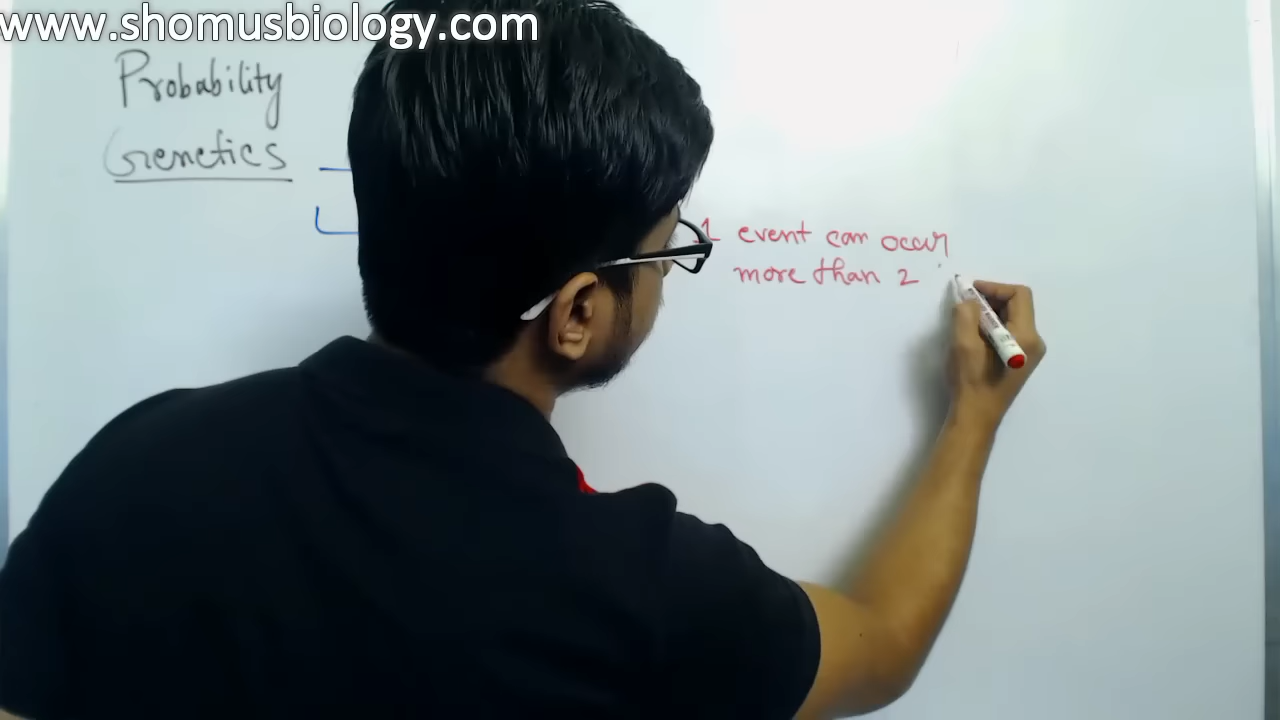 www.shomusbiology.com
Probability
Genetics
1 event can occur
more than 2